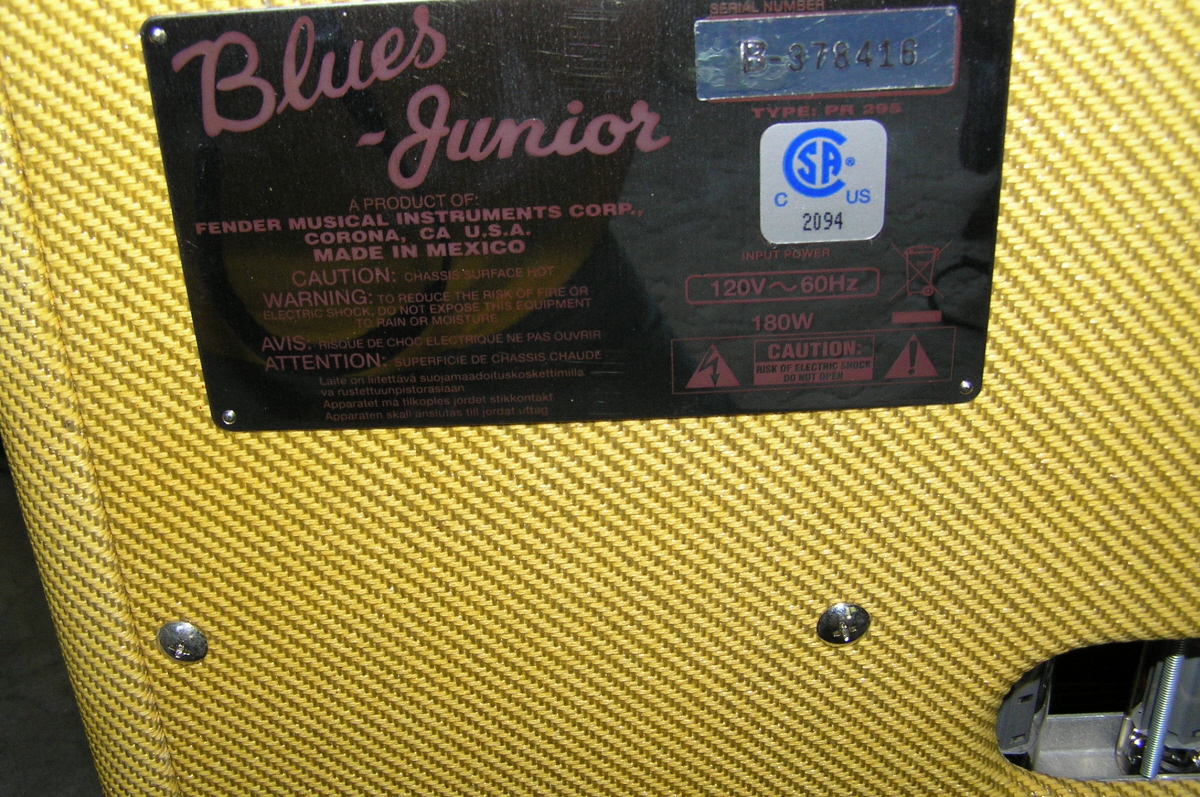 Blues
-Junior
A PRODUCT OF:
FENDER MUSICAL INSTRUMENTS CORP.,
CORONA, CA U.S.A.
MADE IN MEXICO
CAUTION: CHASSIS SURFACE HOT
WARNING: TO REDUCE THE RISK OF FIRE OR
ELECTRIC SHOCK, DO NOT EXPOSE THIS EQUIPMENT
TO RAIN OR MOISTURE
AVIS: RISQUE DE CHOC ELECTRIQUE NE PAS OUVRIR
ATTENTION: SUPERFICIE DE CHASSIS CHAUDE
Laite on liitettävä suojamaadoituskoskettimilla
va rustettuunpistorasiaan
Apparatet må tilkoples jordet stikkontakt
Apparaten skall anslutas till jordat uttag
SERIAL NUMBER
B-378416
TYPE: PR 295
CSA®
C US
2094
INPUT POWER
120V~60Hz
180W
CAUTION:
RISK OF ELECTRIC SHOCK
DO NOT OPEN